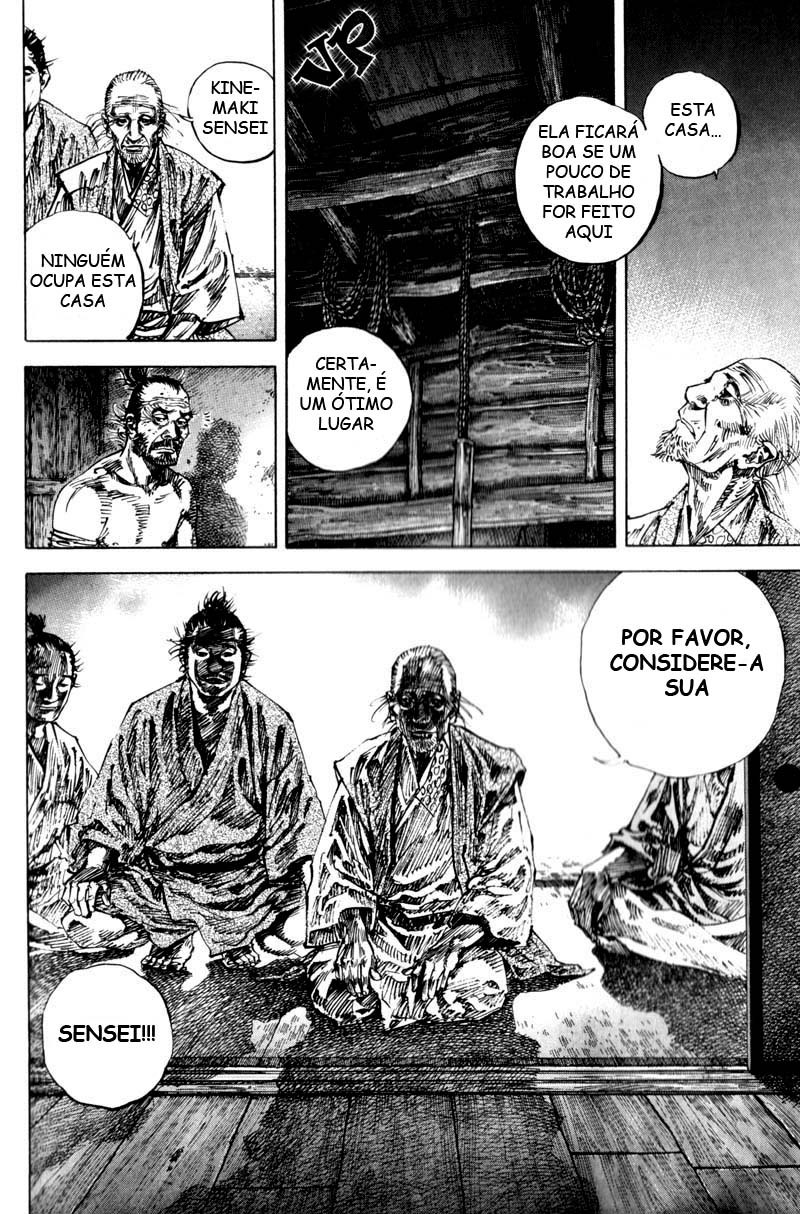 ESTA
CASA...
ELA FICARÁ
BOA SE UM
POUCO DE
TRABALHO
FOR FEITO
AQUI
VP
CERTA-
MENTE, É
UM ÓTIMO
LUGAR
KINE-
MAKI
SENSEI
NINGUÉM
OCUPA ESTA
CASA
POR FAVOR,
CONSIDERE-A
SUA
SENSEI!!!